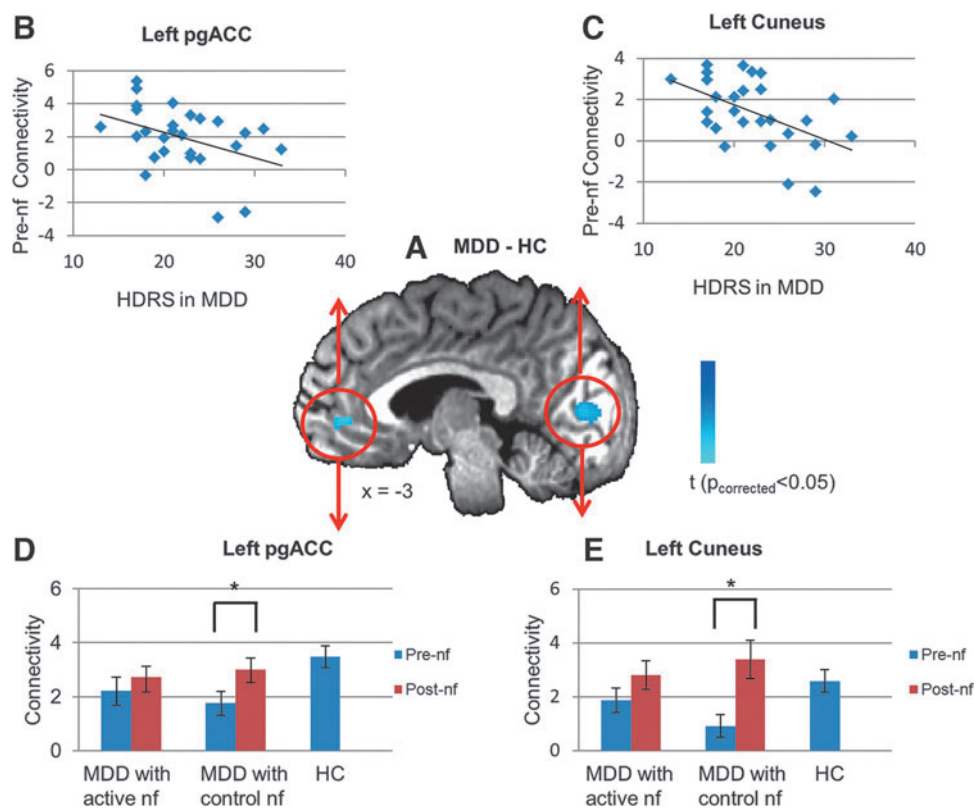 B
Left pgACC
6
4
2
0
-2
-4
10 20 30 40
Pre-nf Connectivity
HDRS in MDD
C
Left Cuneus
4
2
0
-2
-4
10 20 30 40
Pre-nf Connectivity
HDRS in MDD
A MDD - HC
x = -3
t (pcorrected<0.05)
D
Left pgACC
6
4
2
0
Connectivity
*
MDD with active nf
MDD with control nf
HC
Pre-nf
Post-nf
E
Left Cuneus
6
4
2
0
Connectivity
*
MDD with active nf
MDD with control nf
HC
Pre-nf
Post-nf